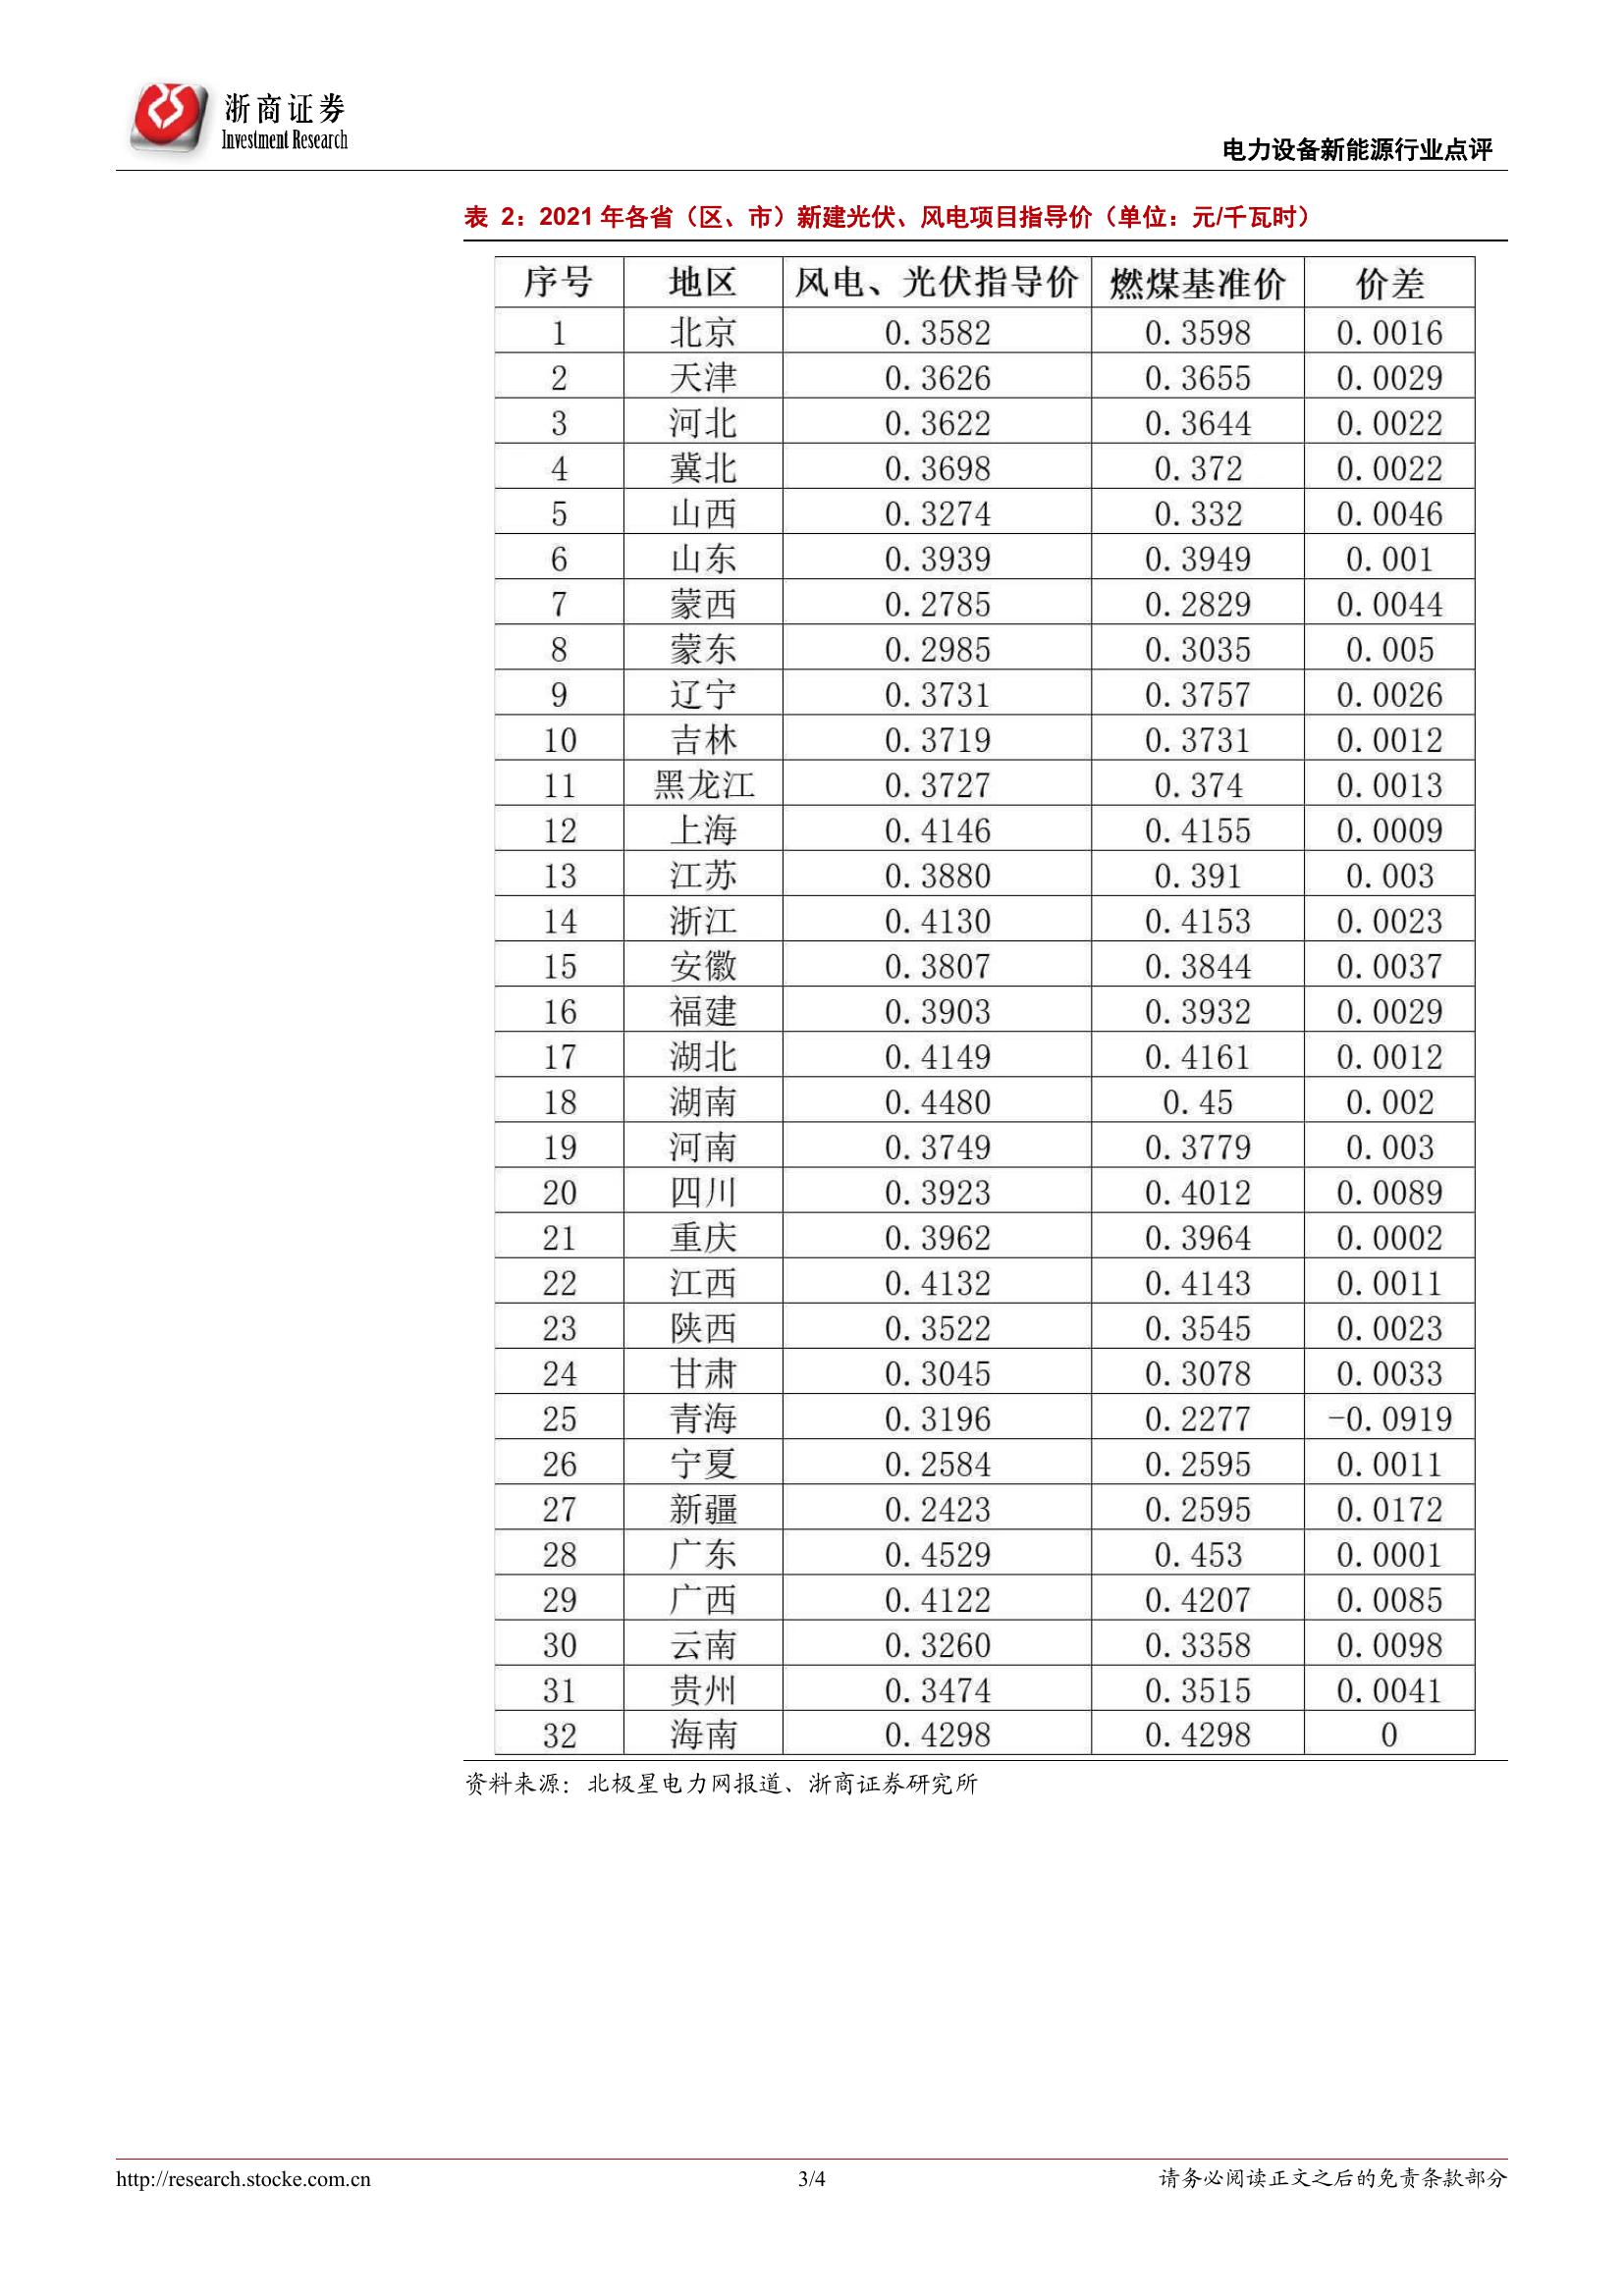 浙商证券
Investment Research
电力设备新能源行业点评
表 2：2021 年各省（区、市）新建光伏、风电项目指导价（单位：元/千瓦时）
序号 地区 风电、光伏指导价 燃煤基准价 价差
1 北京 0.3582 0.3598 0.0016
2 天津 0.3626 0.3655 0.0029
3 河北 0.3622 0.3644 0.0022
4 冀北 0.3698 0.372 0.0022
5 山西 0.3274 0.332 0.0046
6 山东 0.3939 0.3949 0.001
7 蒙西 0.2785 0.2829 0.0044
8 蒙东 0.2985 0.3035 0.005
9 辽宁 0.3731 0.3757 0.0026
10 吉林 0.3719 0.3731 0.0012
11 黑龙江 0.3727 0.374 0.0013
12 上海 0.4146 0.4155 0.0009
13 江苏 0.3880 0.391 0.003
14 浙江 0.4130 0.4153 0.0023
15 安徽 0.3807 0.3844 0.0037
16 福建 0.3903 0.3932 0.0029
17 湖北 0.4149 0.4161 0.0012
18 湖南 0.4480 0.45 0.002
19 河南 0.3749 0.3779 0.003
20 四川 0.3923 0.4012 0.0089
21 重庆 0.3962 0.3964 0.0002
22 江西 0.4132 0.4143 0.0011
23 陕西 0.3522 0.3545 0.0023
24 甘肃 0.3045 0.3078 0.0033
25 青海 0.3196 0.2277 -0.0919
26 宁夏 0.2584 0.2595 0.0011
27 新疆 0.2423 0.2595 0.0172
28 广东 0.4529 0.453 0.0001
29 广西 0.4122 0.4207 0.0085
30 云南 0.3260 0.3358 0.0098
31 贵州 0.3474 0.3515 0.0041
32 海南 0.4298 0.4298 0
资料来源：北极星电力网报道、浙商证券研究所
http://research.stocke.com.cn 3/4 请务必阅读正文之后的免责条款部分